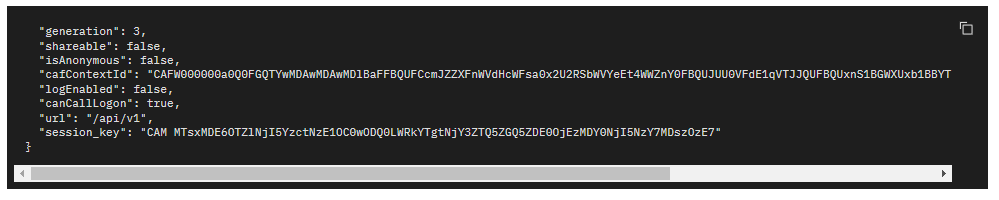 "generation": 3,
"shareable": false,
"isAnonymous": false,
"cafContextId": "CAFW000000a0Q0FGQTYwMDAwMDAwMDlBaFFBQUFCcmJZZXFnWVdHcWFsa0x2U2RSbWVYeEt4WWZnY0FBQUJUU0VFdE1qVTJJQUFBQUxnS1BGWXUxb1BBYT
"logEnabled": false,
"canCallLogon": true,
"url": "/api/v1",
"session_key": "CAM MTsxMDE6OTZlNjI5YzctNzE1OC0wODQ0LWRkYTgtNjY3ZTQ5ZGQ5ZDE0OjEzMDY0NjI5NzY7MDszOzE7"
}